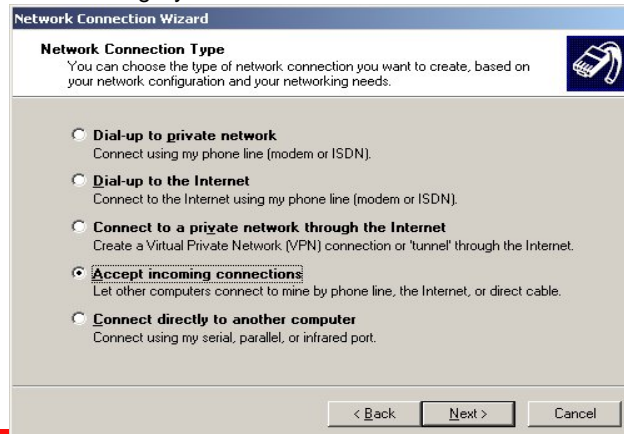 Network Connection Wizard
Network Connection Type
You can choose the type of network connection you want to create, based on
your network configuration and your networking needs.
Dial-up to private network
Connect using my phone line (modem or ISDN).
Dial-up to the Internet
Connect to the Internet using my phone line (modem or ISDN).
Connect to a private network through the Internet
Create a Virtual Private Network (VPN) connection or 'tunnel' through the Internet.
Accept incoming connections
Let other computers connect to mine by phone line, the Internet, or direct cable.
Connect directly to another computer
Connect using my serial, parallel, or infrared port.
< Back Next > Cancel